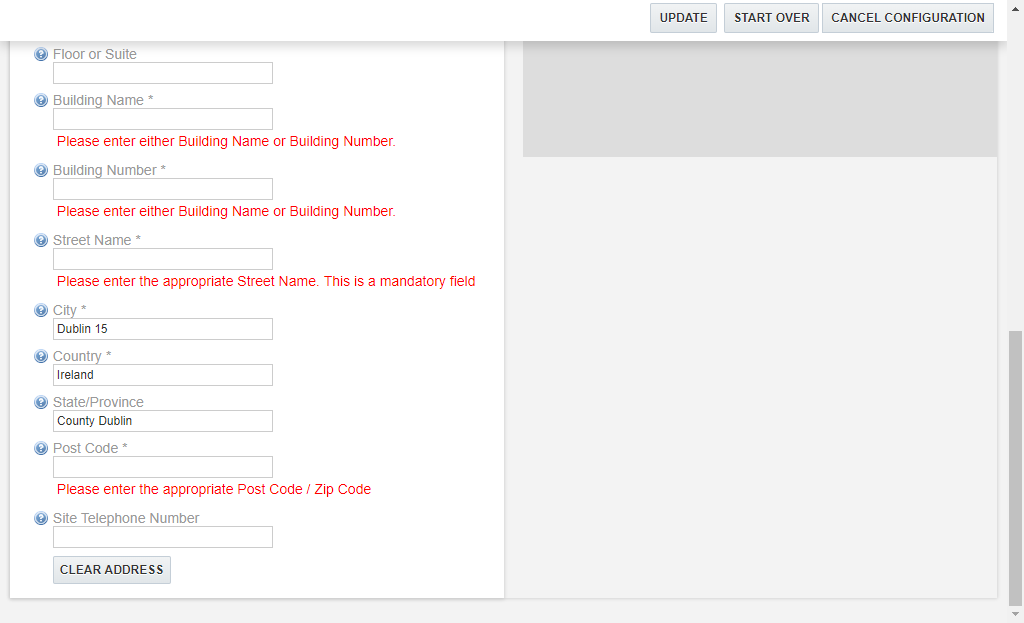 UPDATE START OVER CANCEL CONFIGURATION
Floor or Suite
Building Name *
Please enter either Building Name or Building Number.
Building Number *
Please enter either Building Name or Building Number.
Street Name *
Please enter the appropriate Street Name. This is a mandatory field
City *
Dublin 15
Country *
Ireland
State/Province
County Dublin
Post Code *
Please enter the appropriate Post Code / Zip Code
Site Telephone Number
CLEAR ADDRESS